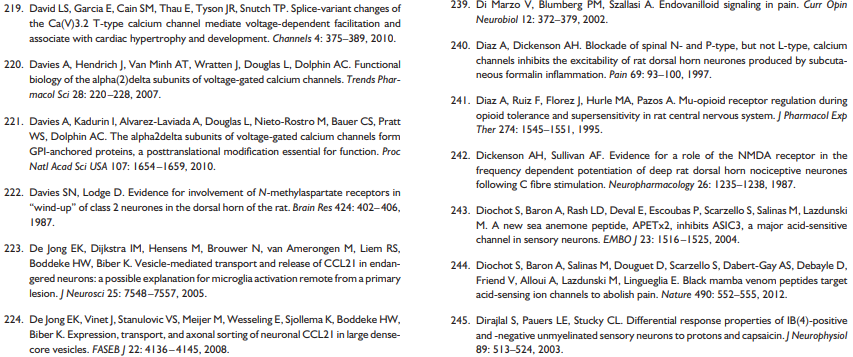 219. David LS, Garcia E, Cain SM, Thau E, Tyson JR, Snutch TP. Splice-variant changes of
the Ca(V)3.2 T-type calcium channel mediate voltage-dependent facilitation and
associate with cardiac hypertrophy and development. Channels 4: 375–389, 2010.
220. Davies A, Hendrich J, Van Minh AT, Wratten J, Douglas L, Dolphin AC. Functional
biology of the alpha(2)delta subunits of voltage-gated calcium channels. Trends Phar-
macol Sci 28: 220–228, 2007.
221. Davies A, Kadurin I, Alvarez-Laviada A, Douglas L, Nieto-Rostro M, Bauer CS, Pratt
WS, Dolphin AC. The alpha2delta subunits of voltage-gated calcium channels form
GPI-anchored proteins, a posttranslational modification essential for function. Proc
Natl Acad Sci USA 107: 1654–1659, 2010.
222. Davies SN, Lodge D. Evidence for involvement of N-methylaspartate receptors in
“wind-up” of class 2 neurones in the dorsal horn of the rat. Brain Res 424: 402–406,
1987.
223. De Jong EK, Dijkstra IM, Hensens M, Brouwer N, van Amerongen M, Liem RS,
Boddeke HW, Biber K. Vesicle-mediated transport and release of CCL21 in endan-
gered neurons: a possible explanation for microglia activation remote from a primary
lesion. J Neurosci 25: 7548–7557, 2005.
224. De Jong EK, Vinet J, Stanulovic VS, Meijer M, Wesseling E, Sjollema K, Boddeke HW,
Biber K. Expression, transport, and axonal sorting of neuronal CCL21 in large dense-
core vesicles. FASEB J 22: 4136–4145, 2008.
239. Di Marzo V, Blumberg PM, Szallasi A. Endovanilloid signaling in pain. Curr Opin
Neurobiol 12: 372–379, 2002.
240. Diaz A, Dickenson AH. Blockade of spinal N- and P-type, but not L-type, calcium
channels inhibits the excitability of rat dorsal horn neurones produced by subcuta-
neous formalin inflammation. Pain 69: 93–100, 1997.
241. Diaz A, Ruiz F, Florez J, Hurle MA, Pazos A. Mu-opioid receptor regulation during
opioid tolerance and supersensitivity in rat central nervous system. J Pharmacol Exp
Ther 274: 1545–1551, 1995.
242. Dickenson AH, Sullivan AF. Evidence for a role of the NMDA receptor in the
frequency dependent potentiation of deep rat dorsal horn nociceptive neurones
following C fibre stimulation. Neuropharmacology 26: 1235–1238, 1987.
243. Diochot S, Baron A, Rash LD, Deval E, Escoubas P, Scarzello S, Salinas M, Lazdunski
M. A new sea anemone peptide, APETx2, inhibits ASIC3, a major acid-sensitive
channel in sensory neurons. EMBO J 23: 1516–1525, 2004.
244. Diochot S, Baron A, Salinas M, Douguet D, Scarzello S, Dabert-Gay AS, Debayle D,
Friend V, Alloui A, Lazdunski M, Lingueglia E. Black mamba venom peptides target
acid-sensing ion channels to abolish pain. Nature 490: 552–555, 2012.
245. Dirajlal S, Pauers LE, Stucky CL. Differential response properties of IB(4)-positive
and -negative unmyelinated sensory neurons to protons and capsaicin. J Neurophysiol
89: 513–524, 2003.